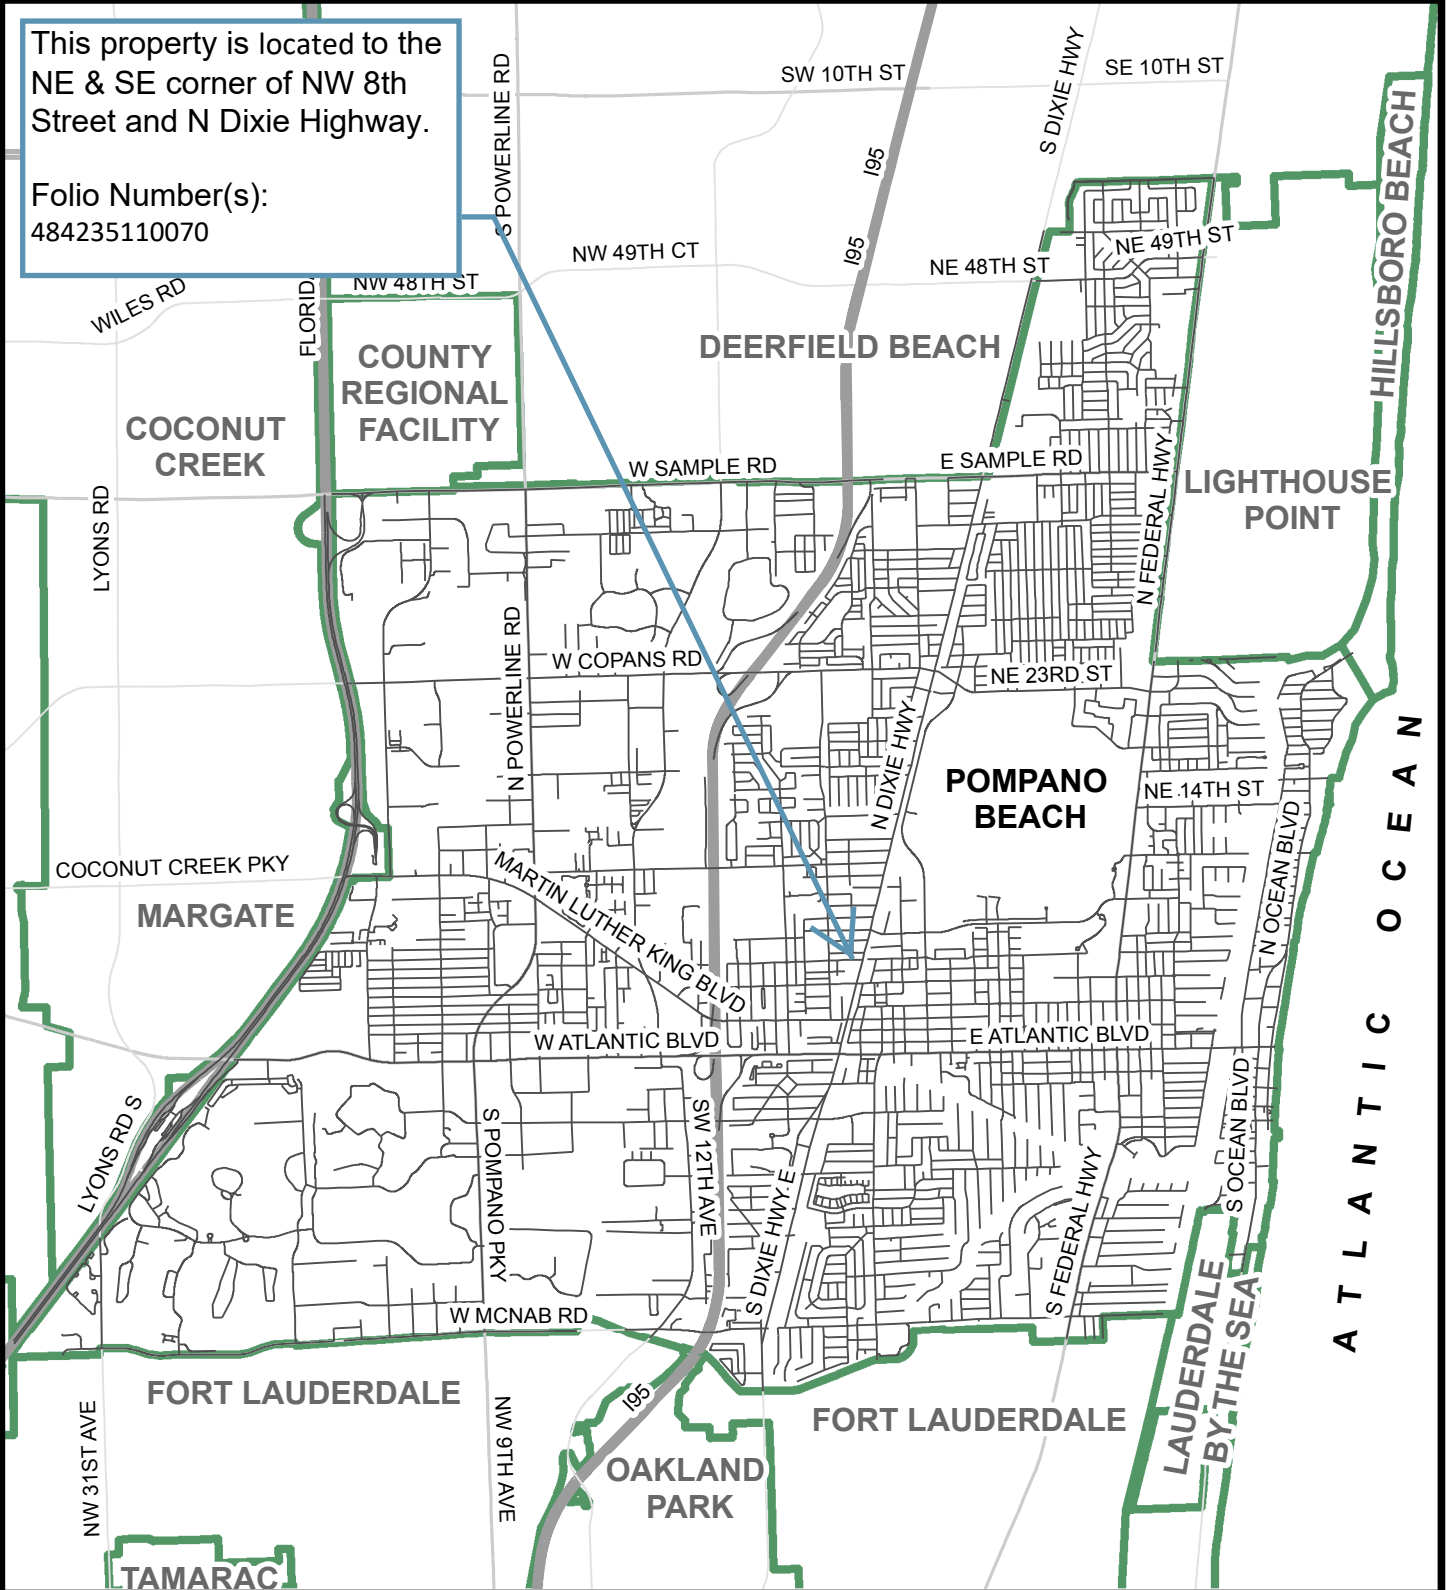 This property is located to the
NE & SE corner of NW 8th
Street and N Dixie Highway.
Folio Number(s):
484235110070
S POWERLINE RD
SW 10TH ST
S DIXIE HWY
SE 10TH ST
I95
HILLSBORO BEACH
NW 49TH CT
I95
NE 48TH ST
NE 49TH ST
WILES RD
FLORID
NW 48TH ST
COUNTY
REGIONAL
FACILITY
DEERFIELD BEACH
COCONUT
CREEK
W SAMPLE RD
E SAMPLE RD
LIGHTHOUSE
POINT
LYONS RD
N FEDERAL HWY
N POWERLINE RD
W COPANS RD
NE 23RD ST
N DIXIE HWY
POMPANO
BEACH
NE 14TH ST
COCONUT CREEK PKY
MARTIN LUTHER KING BLVD
N OCEAN BLVD
MARGATE
ATLANTIC OCEAN
W ATLANTIC BLVD
E ATLANTIC BLVD
LYONS RD S
S POMPANO PKY
SW 12TH AVE
S DIXIE HWY E
S FEDERAL HWY
S OCEAN BLVD
W MCNAB RD
LAUDERDALE
BY THE SEA
FORT LAUDERDALE
I95
FORT LAUDERDALE
NW 31ST AVE
NW 9TH AVE
OAKLAND
PARK
TAMARAC